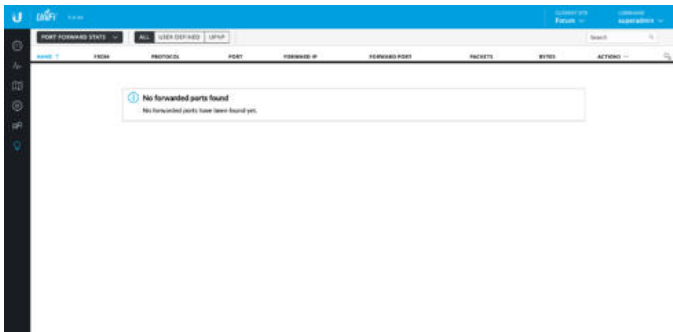 UniFi
CURRENT SITE
Forum
USERNAME
superadmin
PORT FORWARD STATS
ALL
USER DEFINED
UPNP
Search
NAME
FROM
PROTOCOL
PORT
FORWARD IP
FORWARD PORT
PACKETS
BYTES
ACTIONS
No forwarded ports found
No forwarded ports have been found yet.